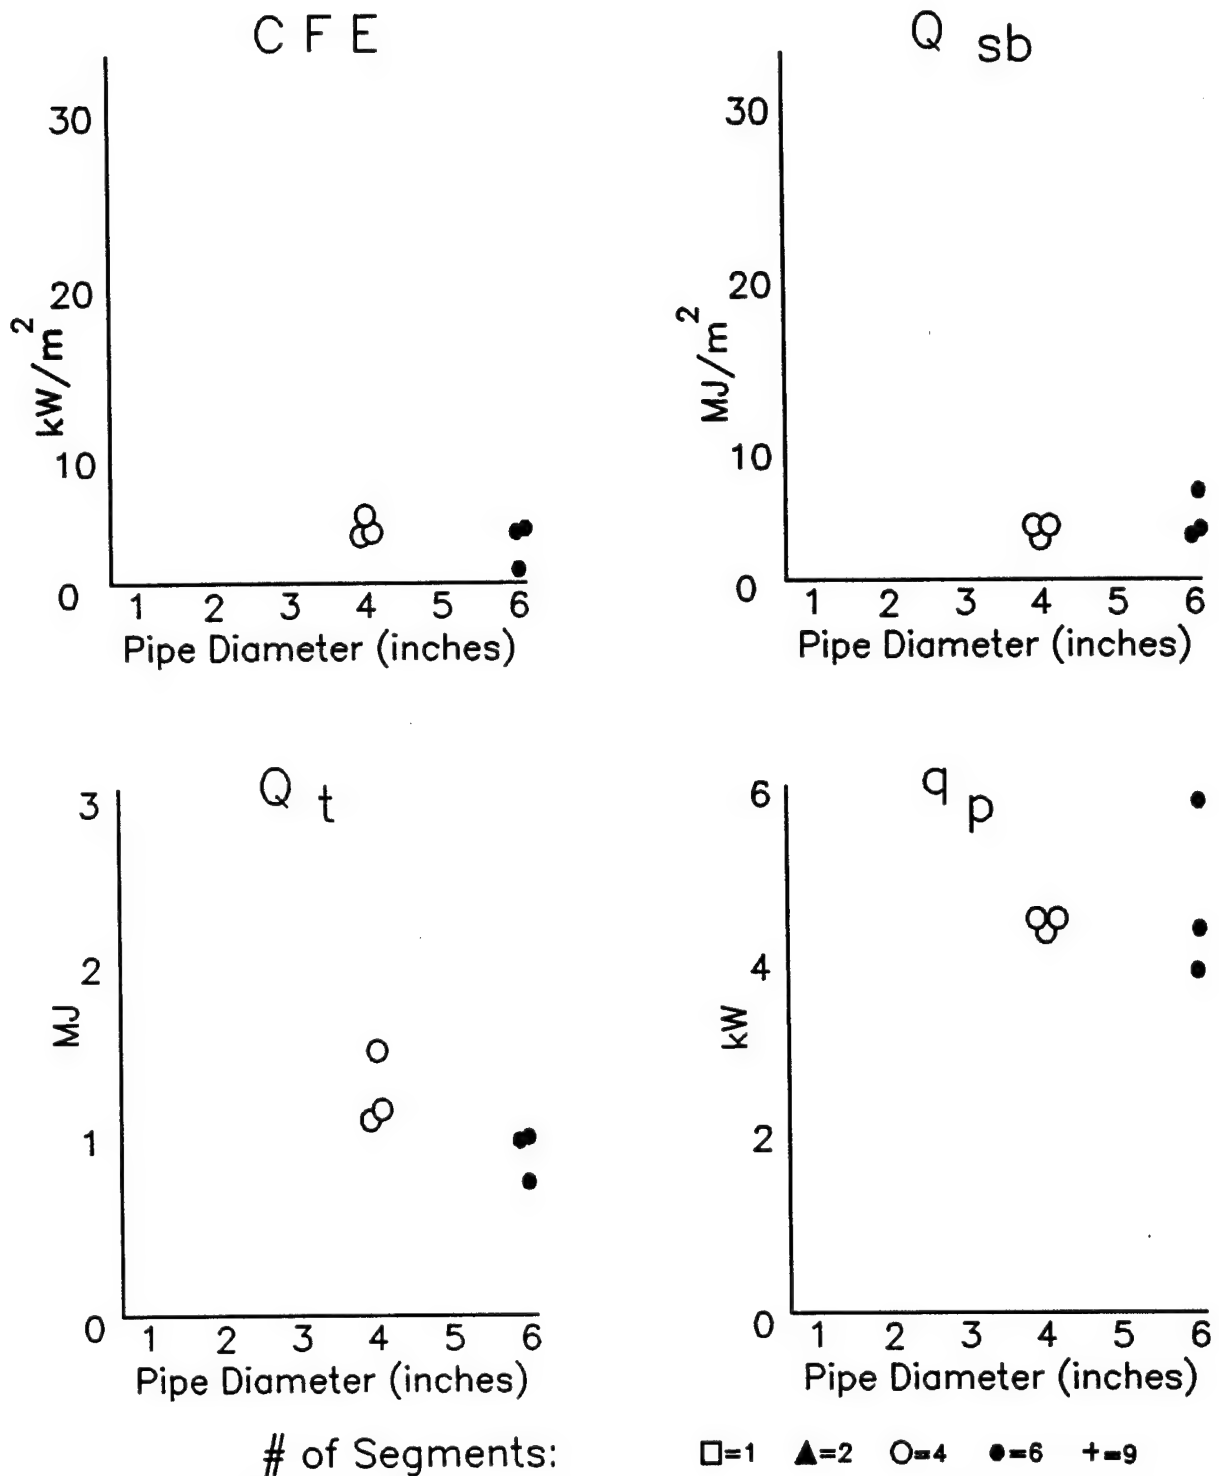 C F E
30
20
10
0
kW/m²
1 2 3 4 5 6
Pipe Diameter (inches)
Q sb
30
20
10
0
MJ/m²
1 2 3 4 5 6
Pipe Diameter (inches)
Q t
3
2
1
0
MJ
1 2 3 4 5 6
Pipe Diameter (inches)
q p
6
4
2
0
kW
1 2 3 4 5 6
Pipe Diameter (inches)
# of Segments: □=1 ▲=2 ○=4 ●=6 +=9